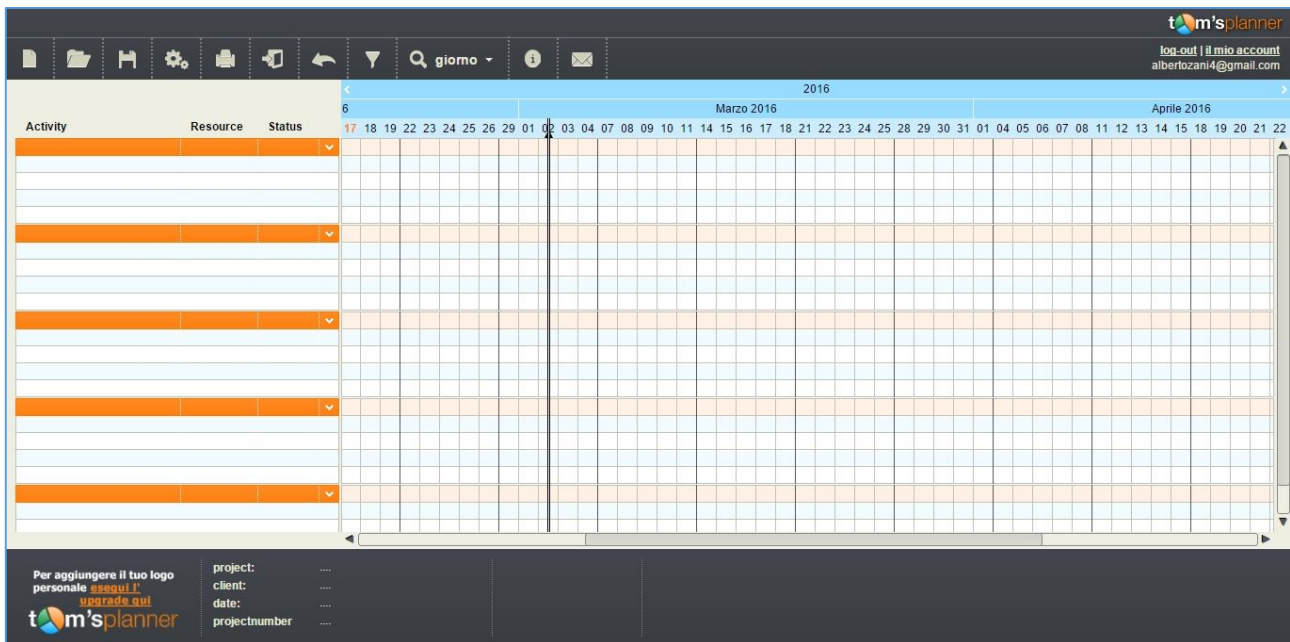 tom'splanner
giorno
log-out | il mio account
albertozani4@gmail.com
2016
6 Marzo 2016 Aprile 2016
Activity Resource Status
17 18 19 22 23 24 25 26 29 01 02 03 04 07 08 09 10 11 14 15 16 17 18 21 22 23 24 25 28 29 30 31 01 04 05 06 07 08 11 12 13 14 15 18 19 20 21 22
Per aggiungere il tuo logo
personale esegui l'
upgrade qui
tom'splanner
project: ....
client: ....
date: ....
projectnumber ....